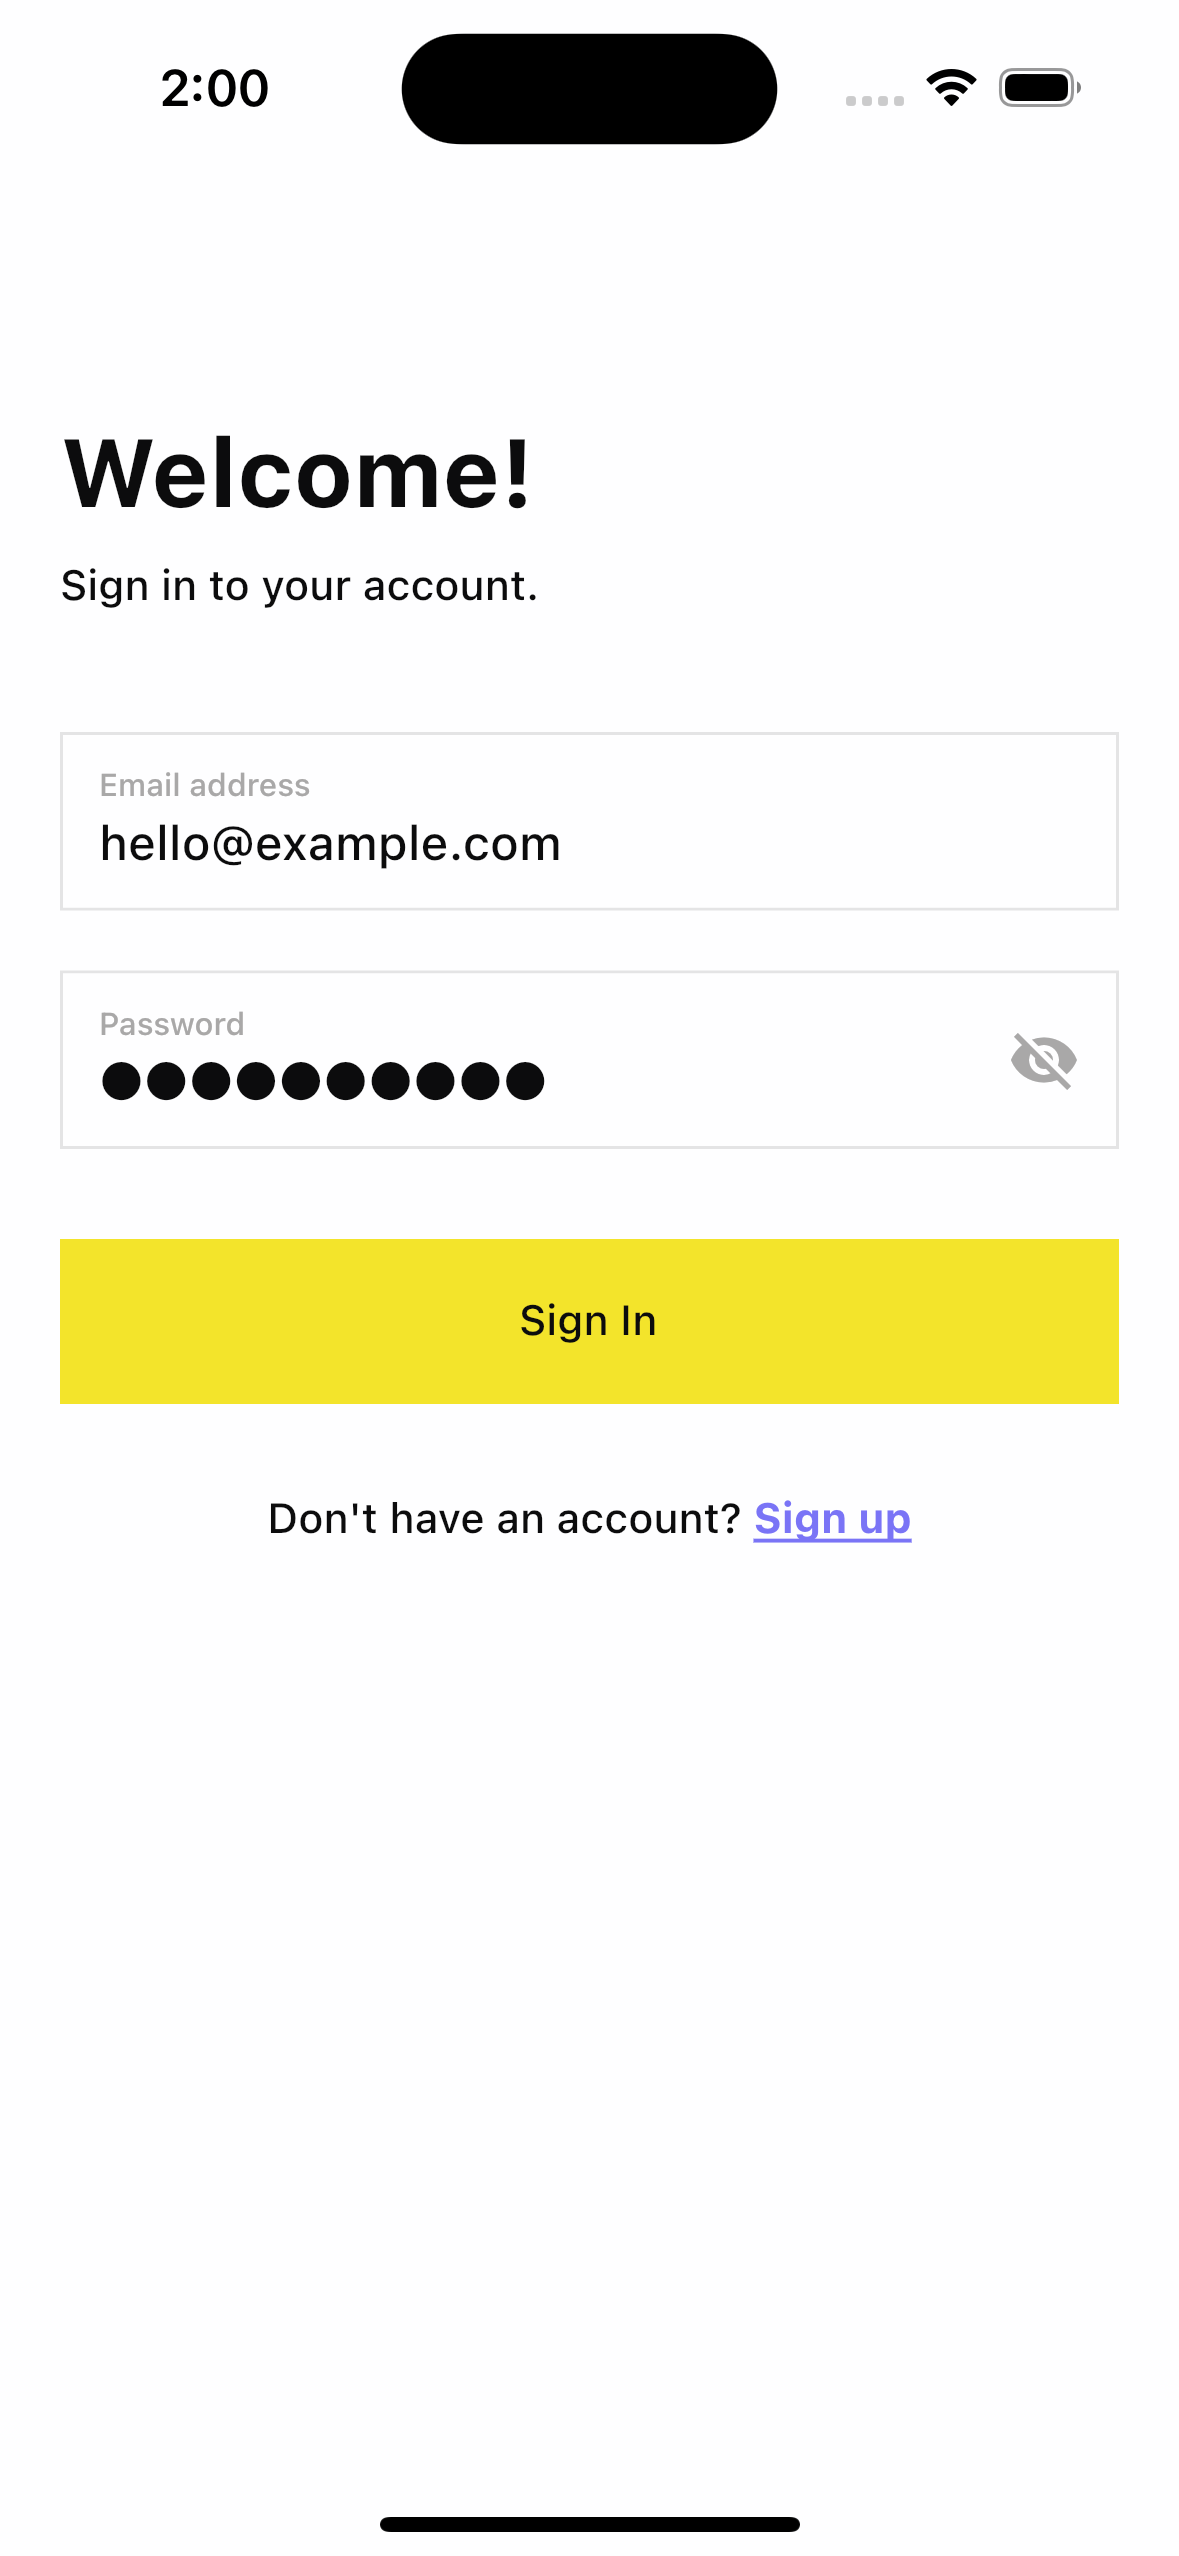 2:00
Welcome!
Sign in to your account.
Email address
hello@example.com
Password
●●●●●●●●●●
Sign In
Don't have an account? Sign up